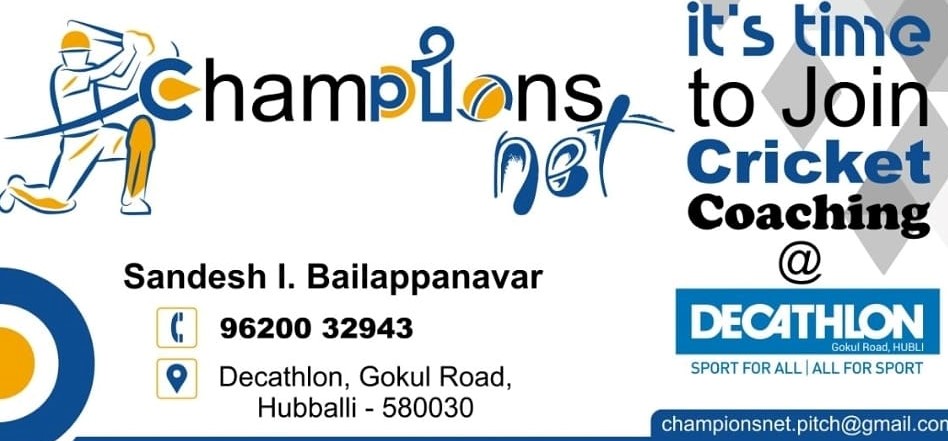 Champions
net
it's time
to Join
Cricket
Coaching
@
DECATHLON
Gokul Road, HUBLI
SPORT FOR ALL | ALL FOR SPORT
Sandesh I. Bailappanavar
96200 32943
Decathlon, Gokul Road,
Hubballi - 580030
championsnet.pitch@gmail.com